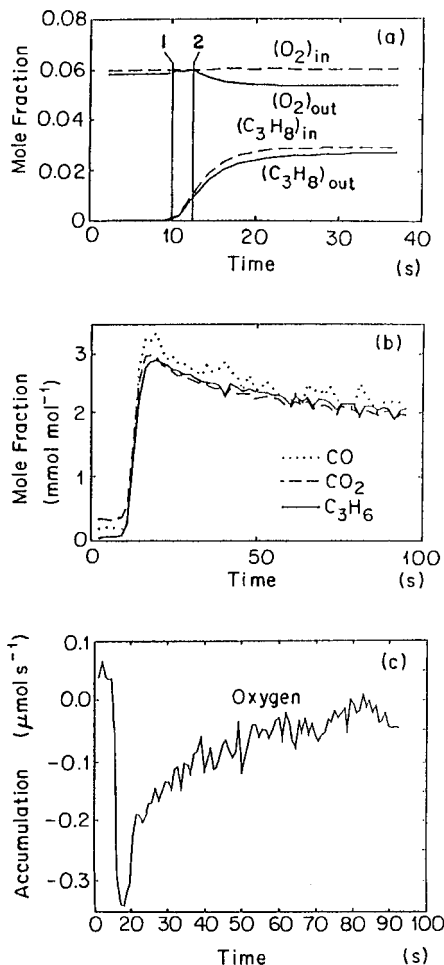 1 2 (O2)in (a)
0.08
0.06
0.04
0.02
0
Mole Fraction
(O2)out
(C3H8)in
(C3H8)out
0 10 20 30 40
Time (s)
(b)
Mole Fraction
(mmol mol⁻¹)
3
2
1
0
CO
CO2
C3H6
0 50 100
Time (s)
(c)
Oxygen
Accumulation (μmol s⁻¹)
0.1
0.0
-0.1
-0.2
-0.3
0 10 20 30 40 50 60 70 80 90 100
Time (s)